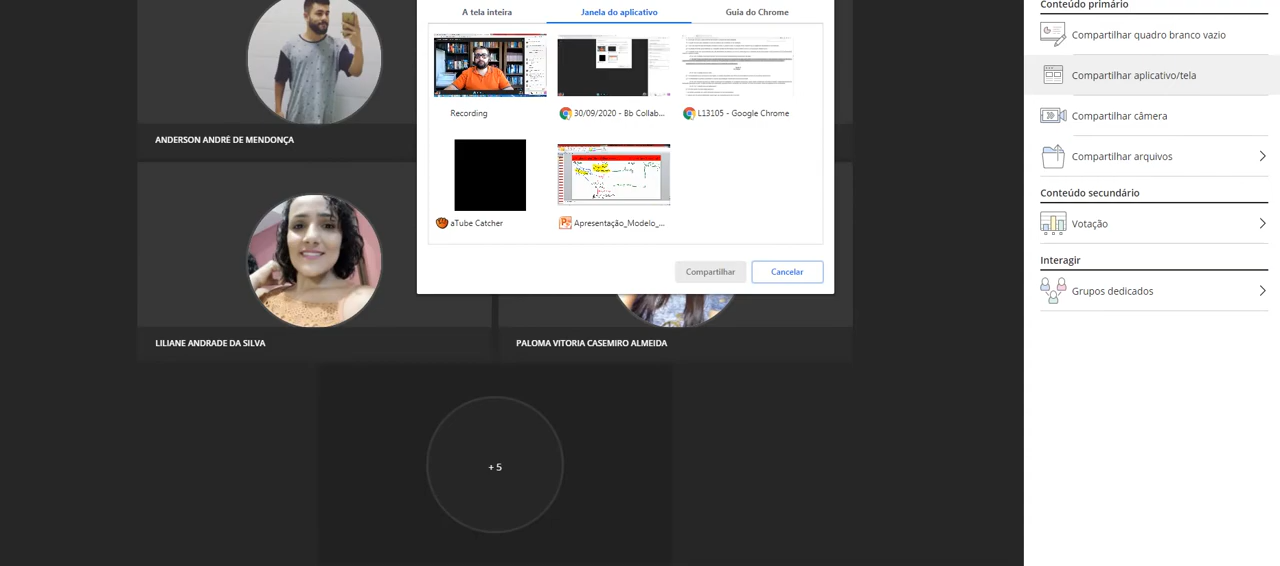 A tela inteira
Janela do aplicativo
Guia do Chrome
Recording
30/09/2020 - Bb Collab...
L13105 - Google Chrome
aTube Catcher
Apresentação_Modelo_...
Compartilhar
Cancelar
ANDERSON ANDRÉ DE MENDONÇA
LILIANE ANDRADE DA SILVA
PALOMA VITORIA CASEMIRO ALMEIDA
+ 5
Conteúdo primário
Compartilhar quadro branco vazio
Compartilhar aplicativo/tela
Compartilhar câmera
Compartilhar arquivos
Conteúdo secundário
Votação
Interagir
Grupos dedicados